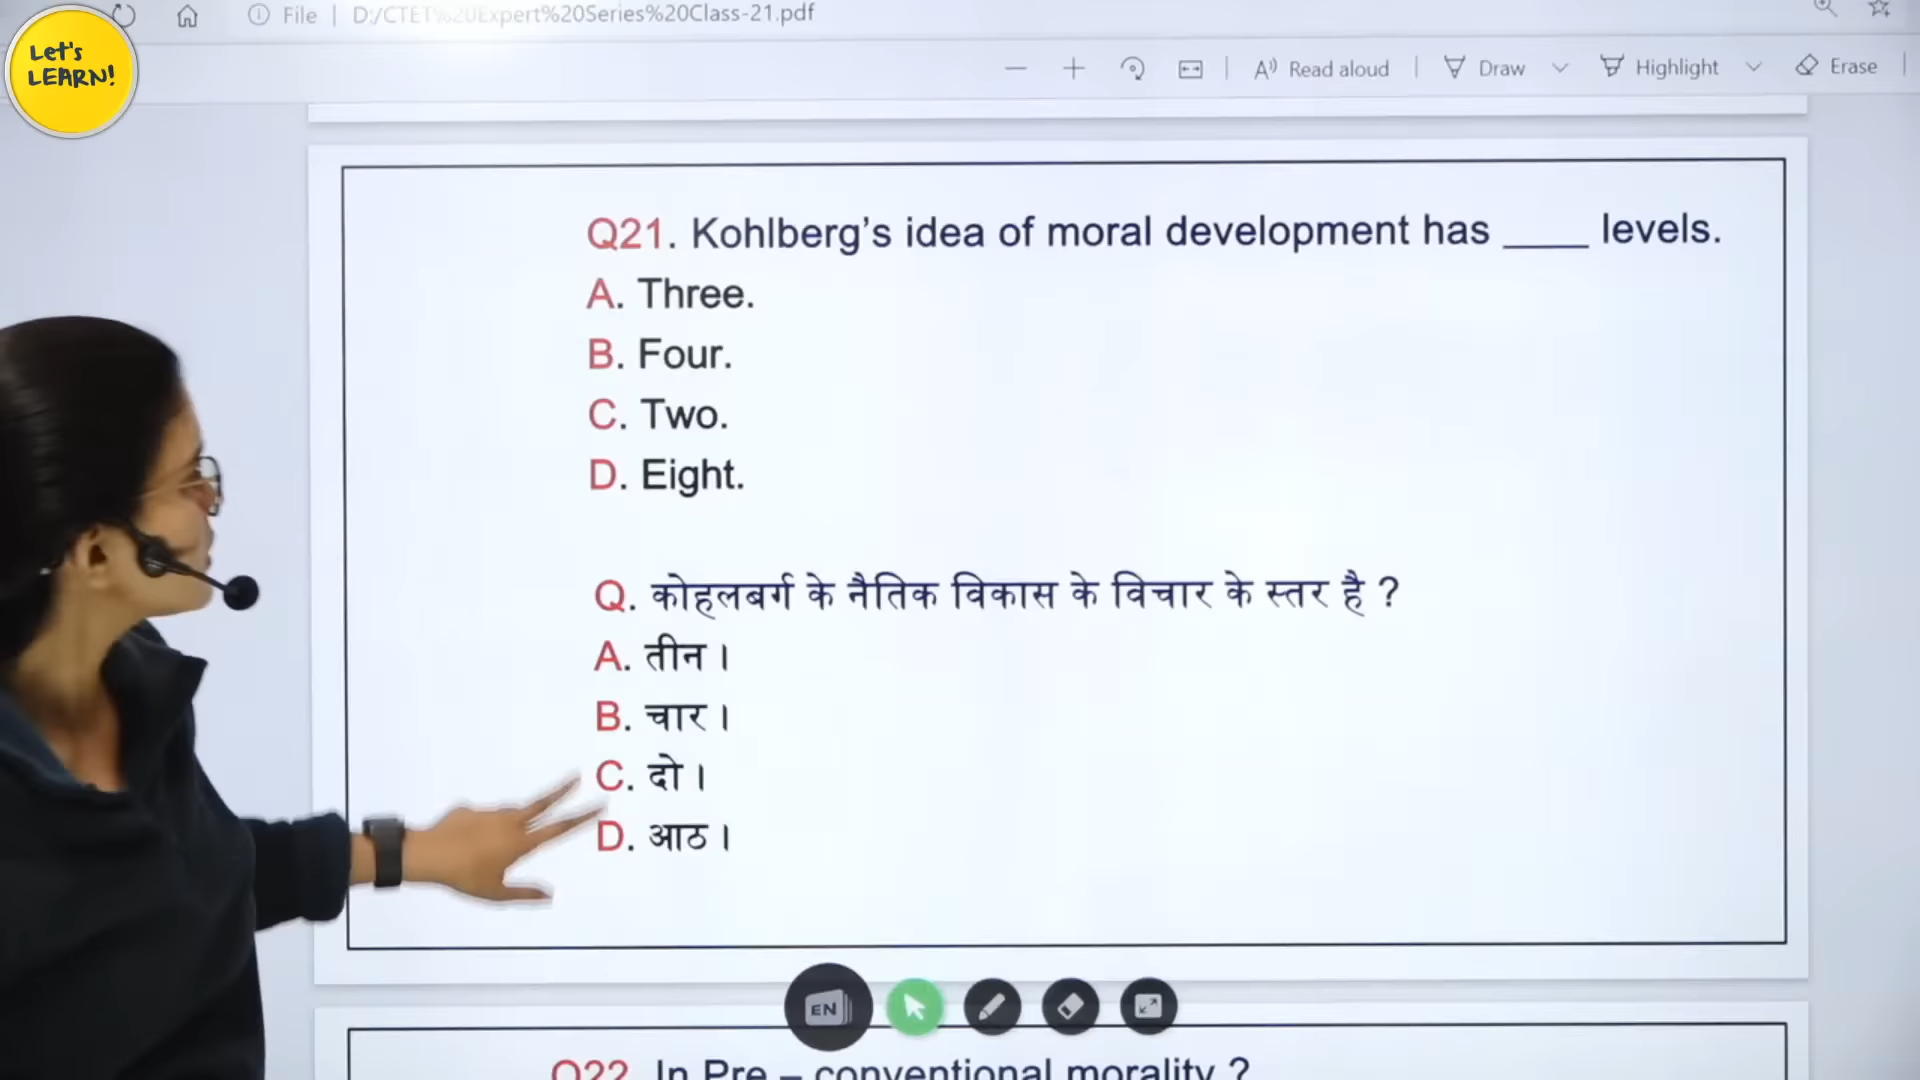 Let's
LEARN!
File | D:/CTET%20Expert%20Series%20Class-21.pdf
Read aloud Draw Highlight Erase
Q21. Kohlberg's idea of moral development has ____ levels.
A. Three.
B. Four.
C. Two.
D. Eight.
Q. कोहलबर्ग के नैतिक विकास के विचार के स्तर है ?
A. तीन ।
B. चार ।
C. दो ।
D. आठ ।
EN
Q22. In Pre – conventional morality ?